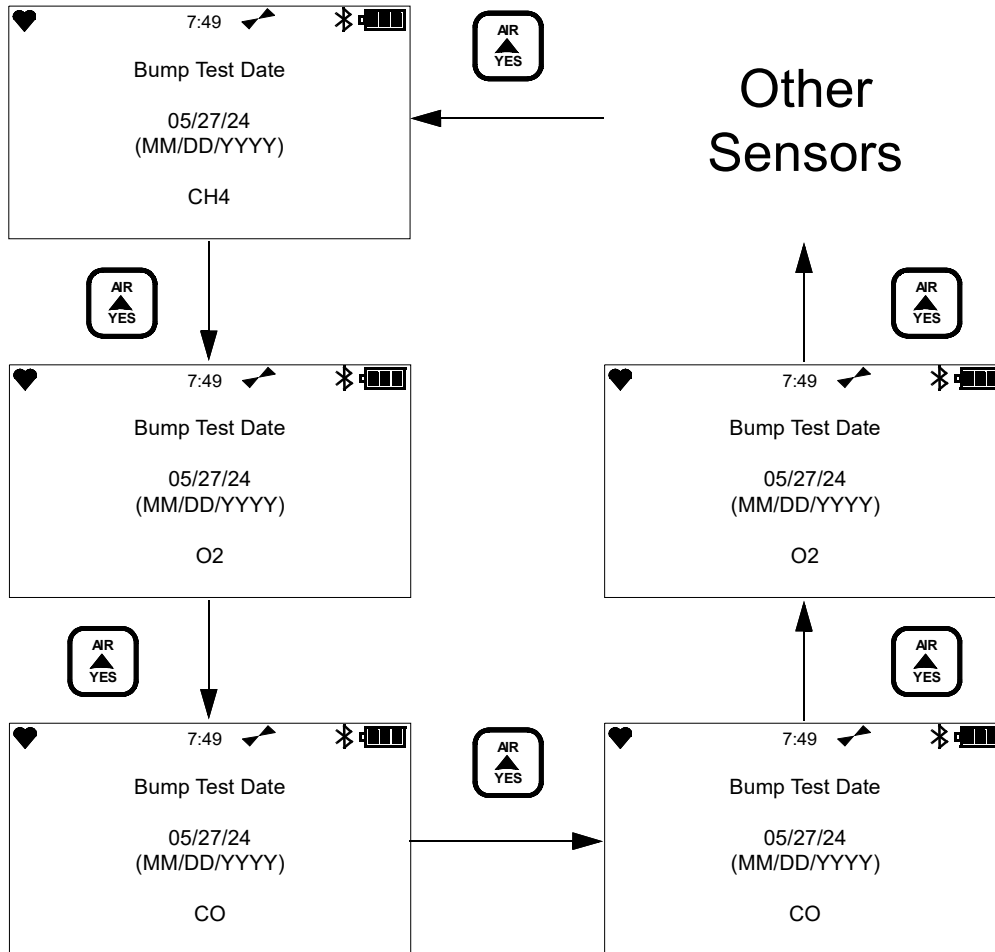 7:49
Bump Test Date
05/27/24
(MM/DD/YYYY)
CH4
AIR
YES
Other
Sensors
AIR
YES
AIR
YES
7:49
Bump Test Date
05/27/24
(MM/DD/YYYY)
O2
7:49
Bump Test Date
05/27/24
(MM/DD/YYYY)
O2
AIR
YES
AIR
YES
7:49
Bump Test Date
05/27/24
(MM/DD/YYYY)
CO
AIR
YES
7:49
Bump Test Date
05/27/24
(MM/DD/YYYY)
CO